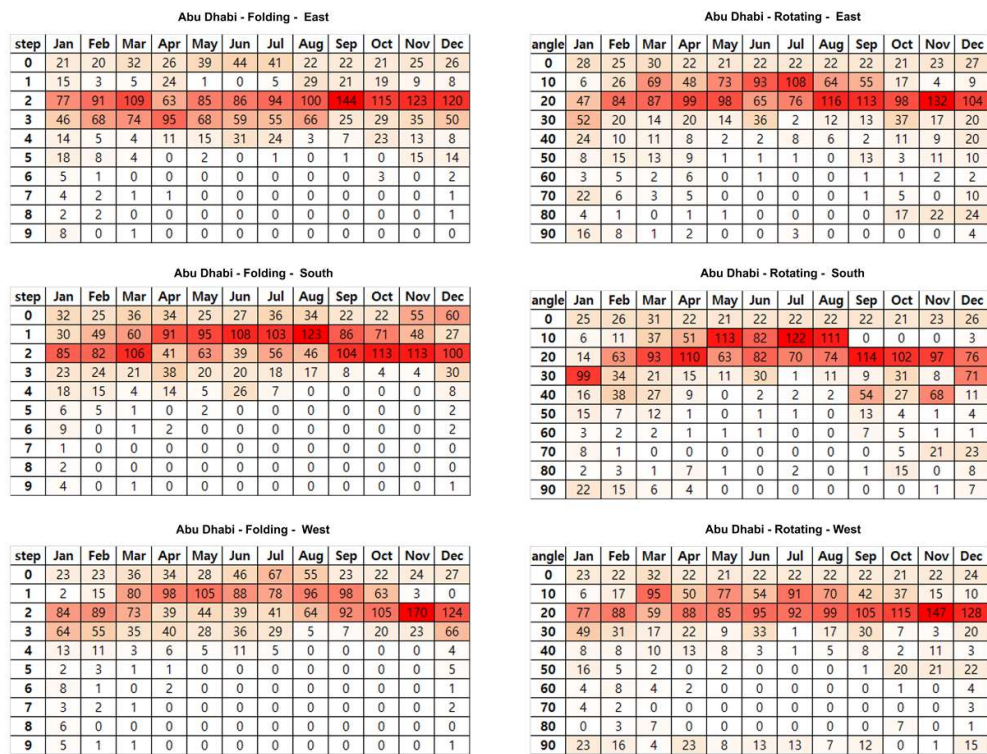 Abu Dhabi - Folding - East
step Jan Feb Mar Apr May Jun Jul Aug Sep Oct Nov Dec
0 21 20 32 26 39 44 41 22 22 21 25 26
1 15 3 5 24 1 0 5 29 21 19 9 8
2 77 91 109 63 85 86 94 100 144 115 123 120
3 46 68 74 95 68 59 55 66 25 29 35 50
4 14 5 4 11 15 31 24 3 7 23 13 8
5 18 8 4 0 2 0 1 0 1 0 15 14
6 5 1 0 0 0 0 0 0 0 3 0 2
7 4 2 1 1 0 0 0 0 0 0 0 1
8 2 2 0 0 0 0 0 0 0 0 0 1
9 8 0 1 0 0 0 0 0 0 0 0 0
Abu Dhabi - Rotating - East
angle Jan Feb Mar Apr May Jun Jul Aug Sep Oct Nov Dec
0 28 25 30 22 21 22 22 22 22 21 23 27
10 6 26 69 48 73 93 108 64 55 17 4 9
20 47 84 87 99 98 65 76 116 113 98 132 104
30 52 20 14 20 14 36 2 12 13 37 17 20
40 24 10 11 8 2 2 8 6 2 11 9 20
50 8 15 13 9 1 1 1 0 13 3 11 10
60 3 5 2 6 0 1 0 0 1 1 2 2
70 22 6 3 5 0 0 0 0 1 5 0 10
80 4 1 0 1 1 0 0 0 0 17 22 24
90 16 8 1 2 0 0 3 0 0 0 0 4
Abu Dhabi - Folding - South
step Jan Feb Mar Apr May Jun Jul Aug Sep Oct Nov Dec
0 32 25 36 34 25 27 36 34 22 22 55 60
1 30 49 60 91 95 108 103 123 86 71 48 27
2 85 82 106 41 63 39 56 46 104 113 113 100
3 23 24 21 38 20 20 18 17 8 4 4 30
4 18 15 4 14 5 26 7 0 0 0 0 8
5 6 5 1 0 2 0 0 0 0 0 0 2
6 9 0 1 2 0 0 0 0 0 0 0 2
7 1 0 0 0 0 0 0 0 0 0 0 0
8 2 0 0 0 0 0 0 0 0 0 0 0
9 4 0 1 0 0 0 0 0 0 0 0 1
Abu Dhabi - Rotating - South
angle Jan Feb Mar Apr May Jun Jul Aug Sep Oct Nov Dec
0 25 26 31 22 21 22 22 22 22 21 23 26
10 6 11 37 51 113 82 122 111 0 0 0 3
20 14 63 93 110 63 82 70 74 114 102 97 76
30 99 34 21 15 11 30 1 11 9 31 8 71
40 16 38 27 9 0 2 2 2 54 27 68 11
50 15 7 12 1 0 1 1 0 13 4 1 4
60 3 2 2 1 1 1 0 0 7 5 1 1
70 8 1 0 0 0 0 0 0 0 5 21 23
80 2 3 1 7 1 0 2 0 1 15 0 8
90 22 15 6 4 0 0 0 0 0 0 1 7
Abu Dhabi - Folding - West
step Jan Feb Mar Apr May Jun Jul Aug Sep Oct Nov Dec
0 23 23 36 34 28 46 67 55 23 22 24 27
1 2 15 80 98 105 88 78 96 98 63 3 0
2 84 89 73 39 44 39 41 64 92 105 170 124
3 64 55 35 40 28 36 29 5 7 20 23 66
4 13 11 3 6 5 11 5 0 0 0 0 4
5 2 3 1 1 0 0 0 0 0 0 0 5
6 8 1 0 2 0 0 0 0 0 0 0 1
7 3 2 1 0 0 0 0 0 0 0 0 2
8 6 0 0 0 0 0 0 0 0 0 0 0
9 5 1 1 0 0 0 0 0 0 0 0 1
Abu Dhabi - Rotating - West
angle Jan Feb Mar Apr May Jun Jul Aug Sep Oct Nov Dec
0 23 22 32 22 21 22 22 22 22 21 22 24
10 6 17 95 50 77 54 91 70 42 37 15 10
20 77 88 59 88 85 95 92 99 105 115 147 128
30 49 31 17 22 9 33 1 17 30 7 3 20
40 8 8 10 13 8 3 1 5 8 2 11 3
50 16 5 2 0 2 0 0 0 1 20 21 22
60 4 8 4 2 0 0 0 0 0 1 0 4
70 4 2 0 0 0 0 0 0 0 0 0 3
80 0 3 7 0 0 0 0 0 0 7 0 1
90 23 16 4 23 8 13 13 7 12 1 1 15